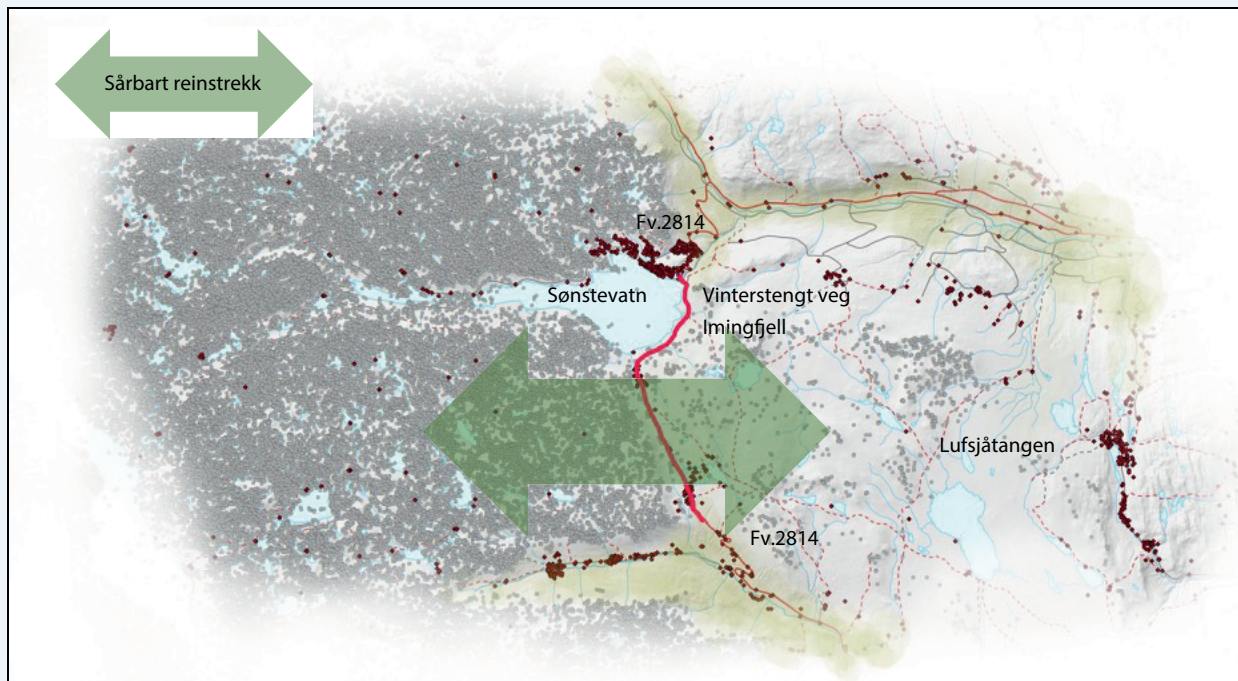 Sårbart reinstrekk
Fv.2814
Sønstevatn
Vinterstengt veg
Imingfjell
Lufsjåtangen
Fv.2814